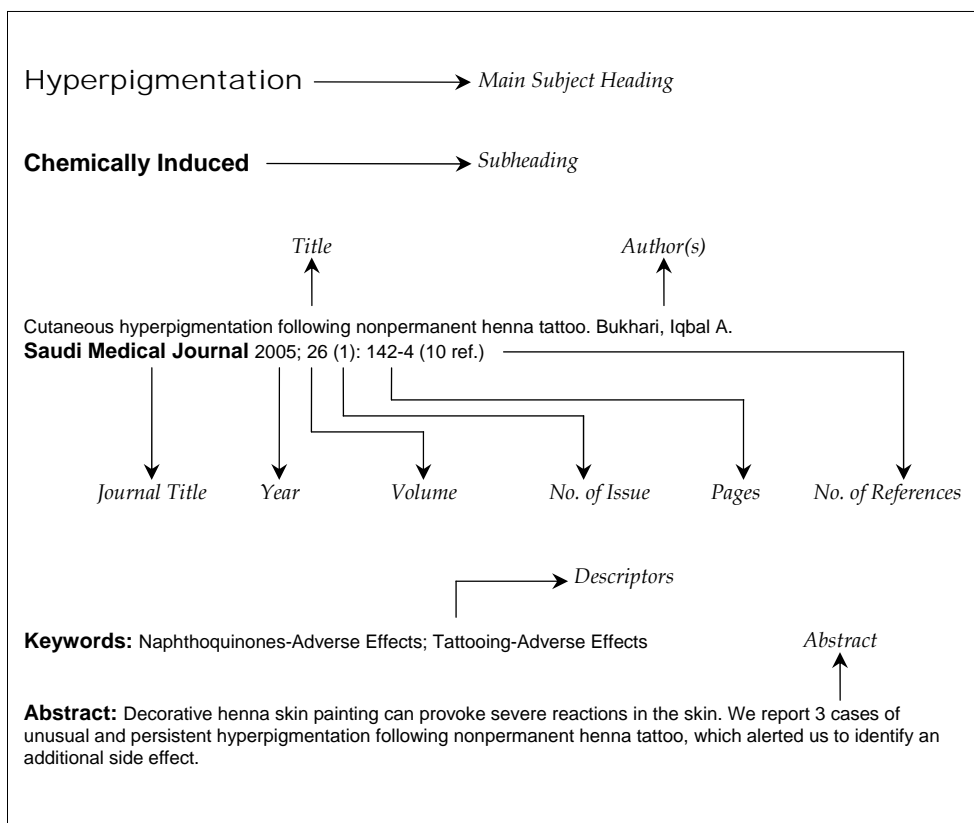 Hyperpigmentation Main Subject Heading
Chemically Induced Subheading
Title Author(s)
Cutaneous hyperpigmentation following nonpermanent henna tattoo. Bukhari, Iqbal A.
Saudi Medical Journal 2005; 26 (1): 142-4 (10 ref.)
Journal Title Year Volume No. of Issue Pages No. of References
Descriptors
Keywords: Naphthoquinones-Adverse Effects; Tattooing-Adverse Effects Abstract
Abstract: Decorative henna skin painting can provoke severe reactions in the skin. We report 3 cases of
unusual and persistent hyperpigmentation following nonpermanent henna tattoo, which alerted us to identify an
additional side effect.